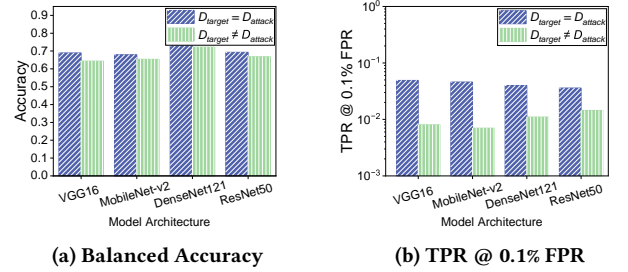 0.9
0.8
0.7
0.6
0.5
0.4
0.3
0.2
0.1
0.0
Accuracy
D_target = D_attack
D_target ≠ D_attack
VGG16
MobileNet-v2
DenseNet121
ResNet50
Model Architecture
(a) Balanced Accuracy
10⁰
10⁻¹
10⁻²
10⁻³
TPR @ 0.1% FPR
D_target = D_attack
D_target ≠ D_attack
VGG16
MobileNet-v2
DenseNet121
ResNet50
Model Architecture
(b) TPR @ 0.1% FPR